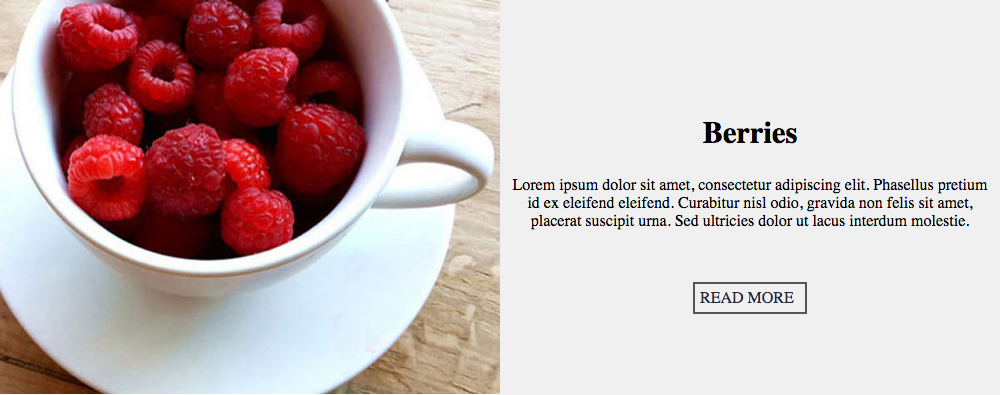 Berries
Lorem ipsum dolor sit amet, consectetur adipiscing elit. Phasellus pretium
id ex eleifend eleifend. Curabitur nisl odio, gravida non felis sit amet,
placerat suscipit urna. Sed ultricies dolor ut lacus interdum molestie.
READ MORE